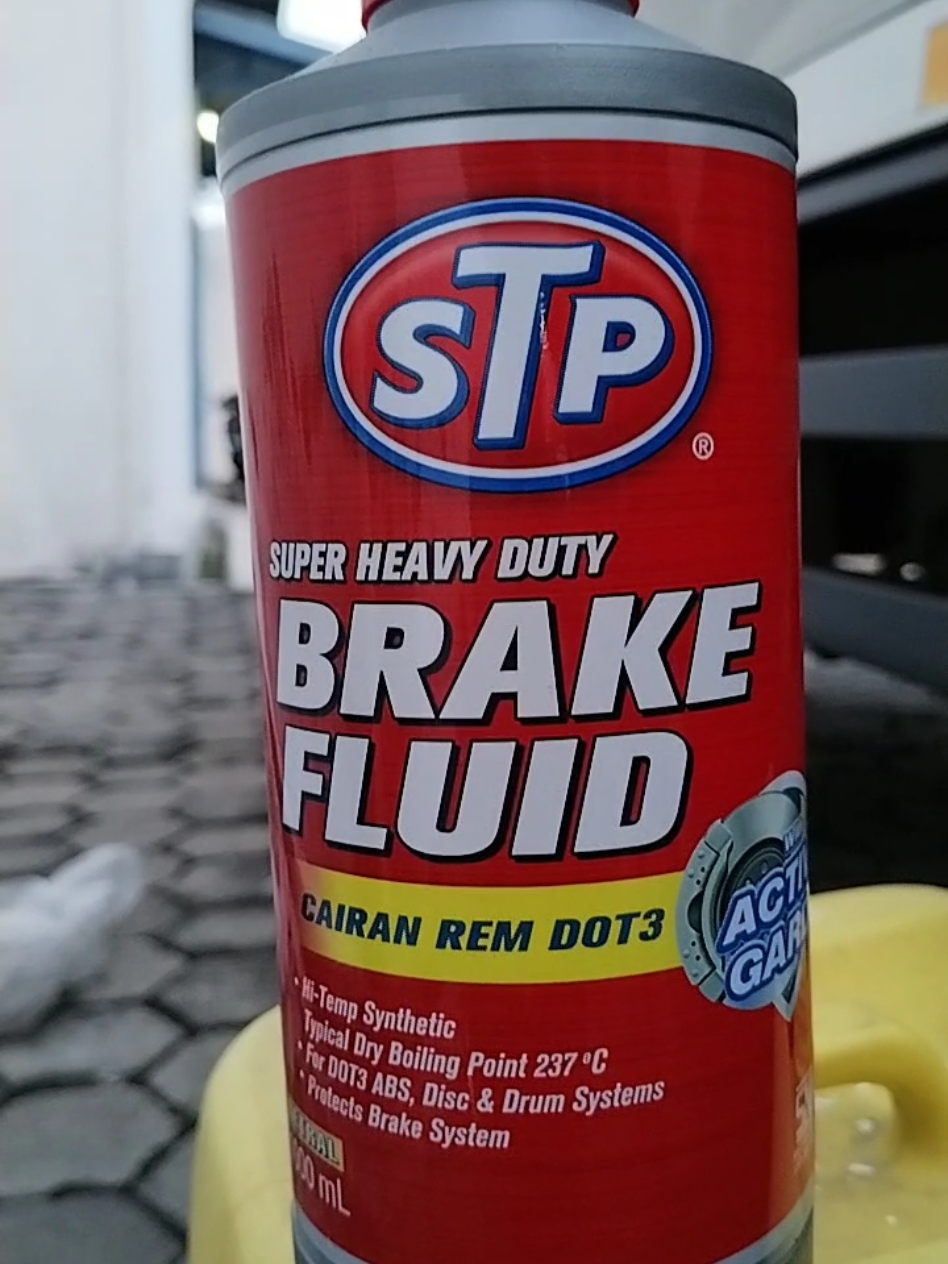 STP
®
SUPER HEAVY DUTY
BRAKE
FLUID
CAIRAN REM DOT3
• Hi-Temp Synthetic
Typical Dry Boiling Point 237 °C
• For DOT3 ABS, Disc & Drum Systems
• Protects Brake System
mL